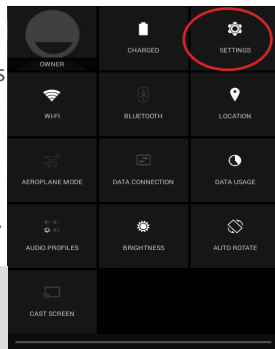 OWNER
CHARGED
SETTINGS
WI-FI
BLUETOOTH
LOCATION
AEROPLANE MODE
DATA CONNECTION
DATA USAGE
AUDIO PROFILES
BRIGHTNESS
AUTO ROTATE
CAST SCREEN